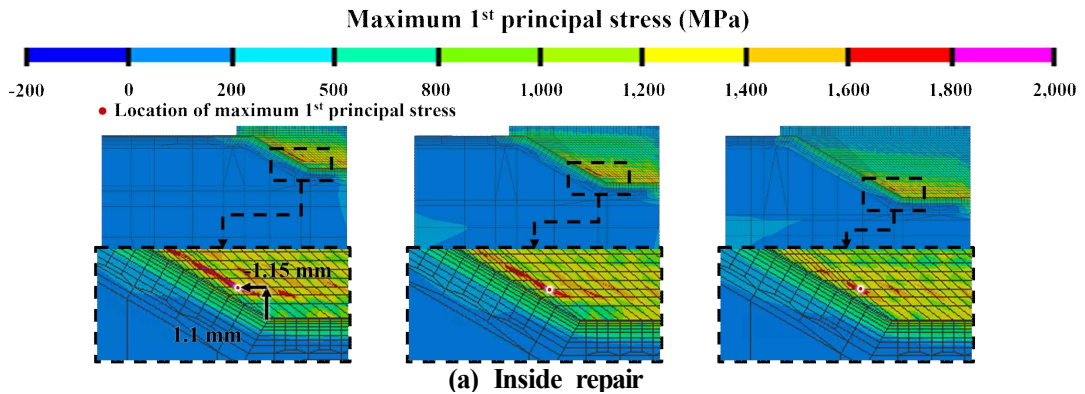 Maximum 1st principal stress (MPa)
-200 0 200 500 800 1,000 1,200 1,400 1,600 1,800 2,000
Location of maximum 1st principal stress
-1.15 mm
1.1 mm
(a) Inside repair